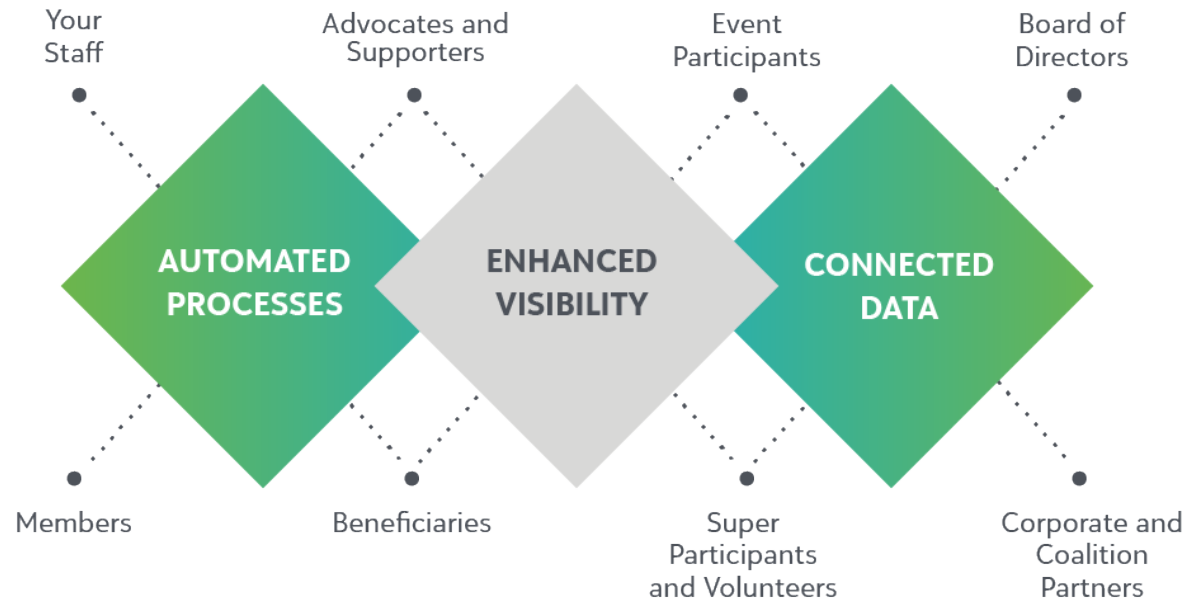 Your
Staff
Advocates and
Supporters
Event
Participants
Board of
Directors
AUTOMATED
PROCESSES
ENHANCED
VISIBILITY
CONNECTED
DATA
Members
Beneficiaries
Super
Participants
and Volunteers
Corporate and
Coalition
Partners